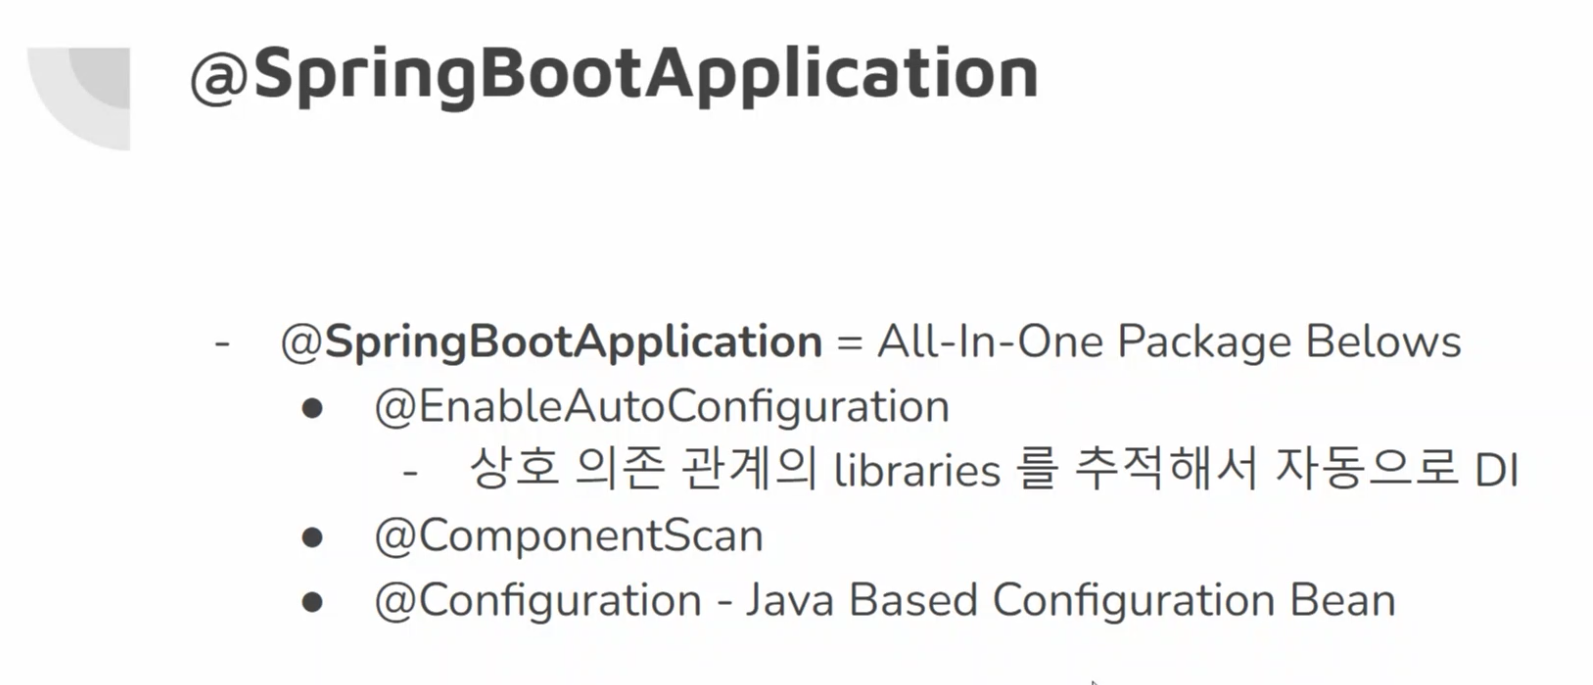 @SpringBootApplication
- @SpringBootApplication = All-In-One Package Belows
● @EnableAutoConfiguration
- 상호 의존 관계의 libraries 를 추적해서 자동으로 DI
● @ComponentScan
● @Configuration - Java Based Configuration Bean